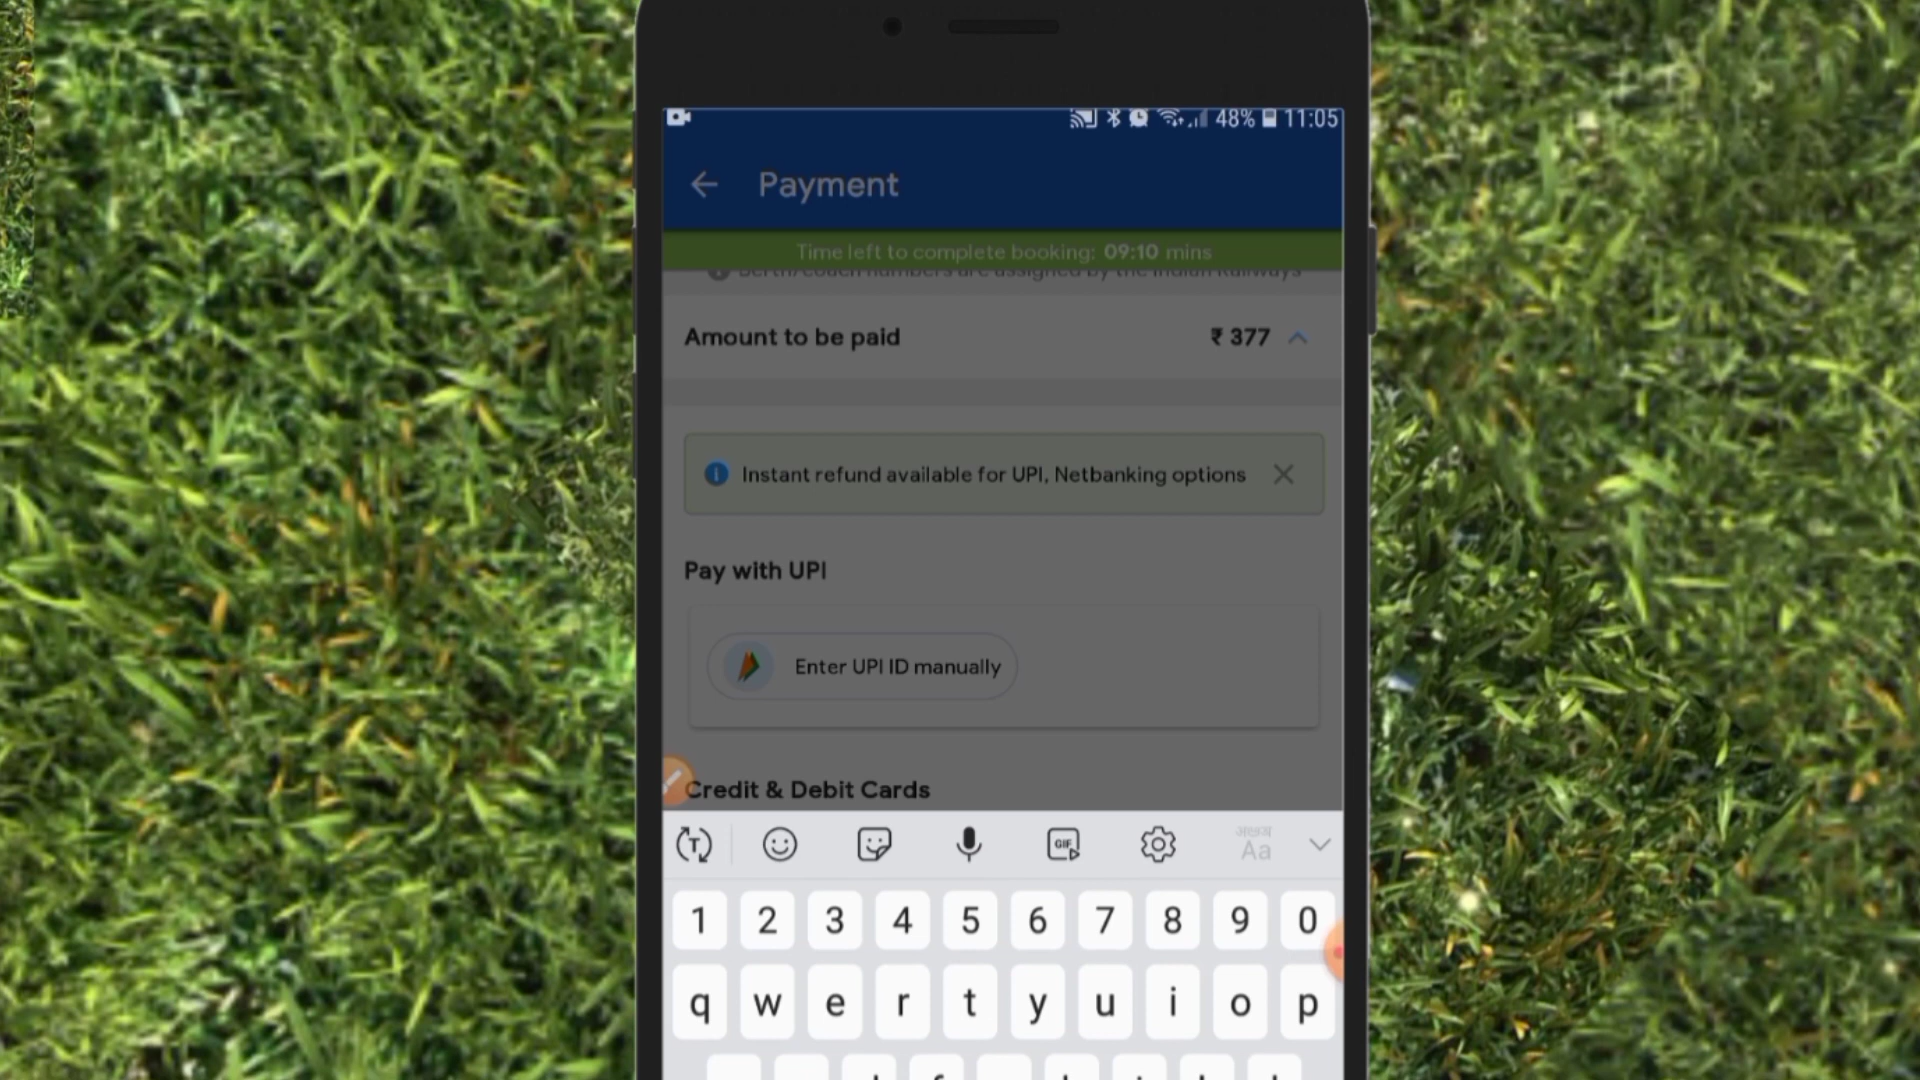 48% 11:05
Payment
Time left to complete booking: 09:10 mins
Berth/coach numbers are assigned by the Indian Railways
Amount to be paid ₹ 377
Instant refund available for UPI, Netbanking options
Pay with UPI
Enter UPI ID manually
Credit & Debit Cards
T GIF Aa
1 2 3 4 5 6 7 8 9 0
q w e r t y u i o p